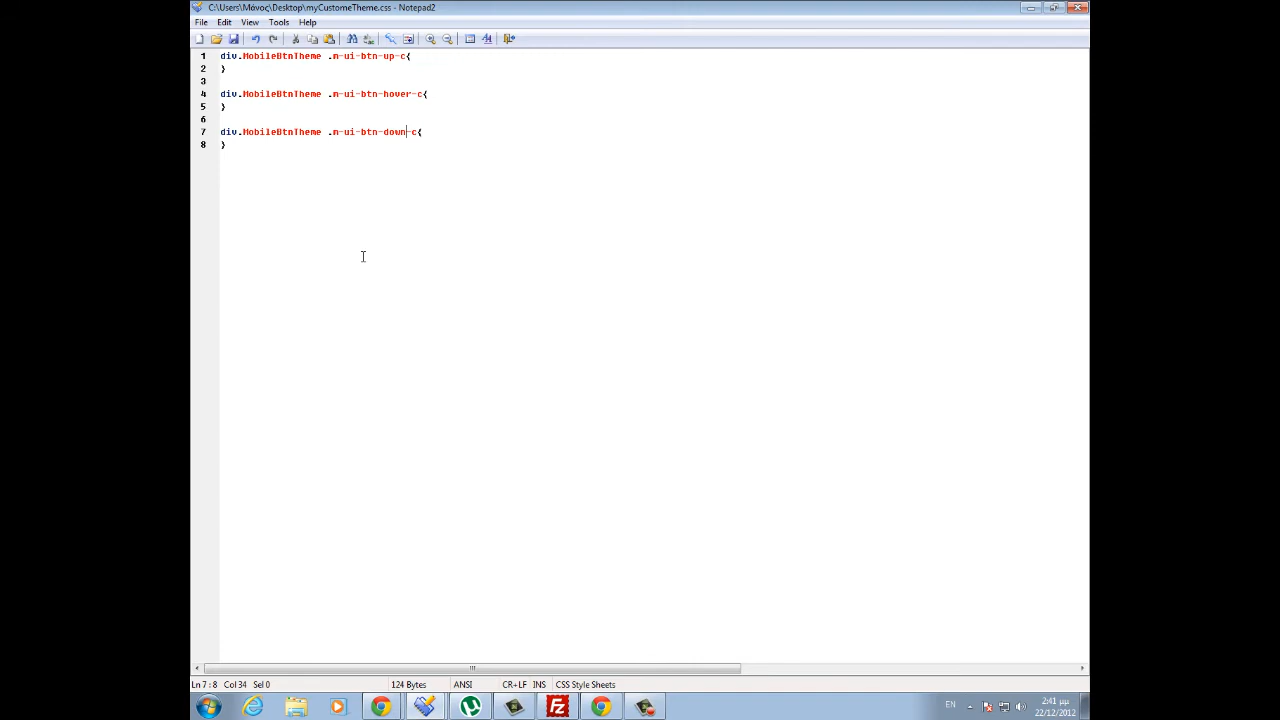 C:\Users\Μάνος\Desktop\myCustomeTheme.css - Notepad2
File Edit View Tools Help
1 div.MobileBtnTheme .m-ui-btn-up-c{
2 }
3
4 div.MobileBtnTheme .m-ui-btn-hover-c{
5 }
6
7 div.MobileBtnTheme .m-ui-btn-down-c{
8 }
Ln 7 : 8 Col 34 Sel 0 124 Bytes ANSI CR+LF INS CSS Style Sheets
EN 2:41 μμ
22/12/2012